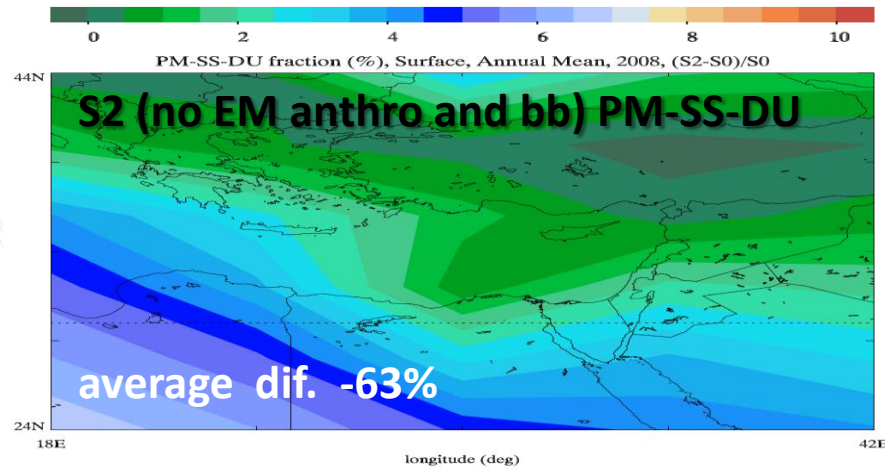 0 2 4 6 8 10
PM-SS-DU fraction (%), Surface, Annual Mean, 2008, (S2-S0)/S0
44N
S2 (no EM anthro and bb) PM-SS-DU
average dif. -63%
24N
18E 42E
longitude (deg)